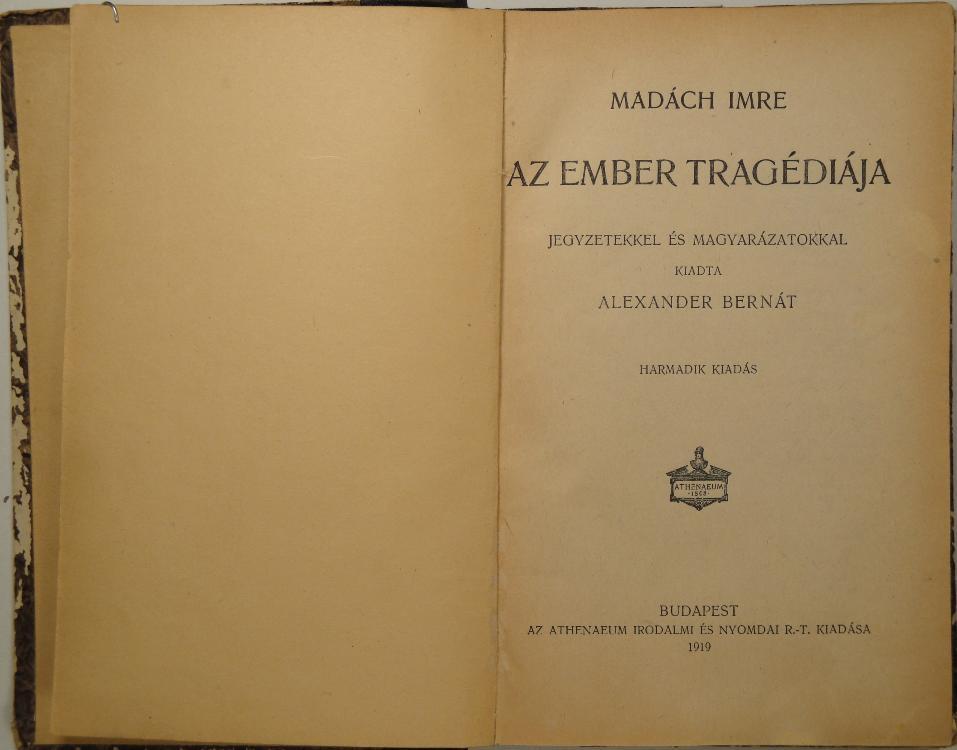 MADÁCH IMRE
AZ EMBER TRAGÉDIÁJA
JEGYZETEKKEL ÉS MAGYARÁZATOKKAL
KIADTA
ALEXANDER BERNÁT
HARMADIK KIADÁS
ATHENAEUM
·1868·
BUDAPEST
AZ ATHENAEUM IRODALMI ÉS NYOMDAI R.-T. KIADÁSA
1919